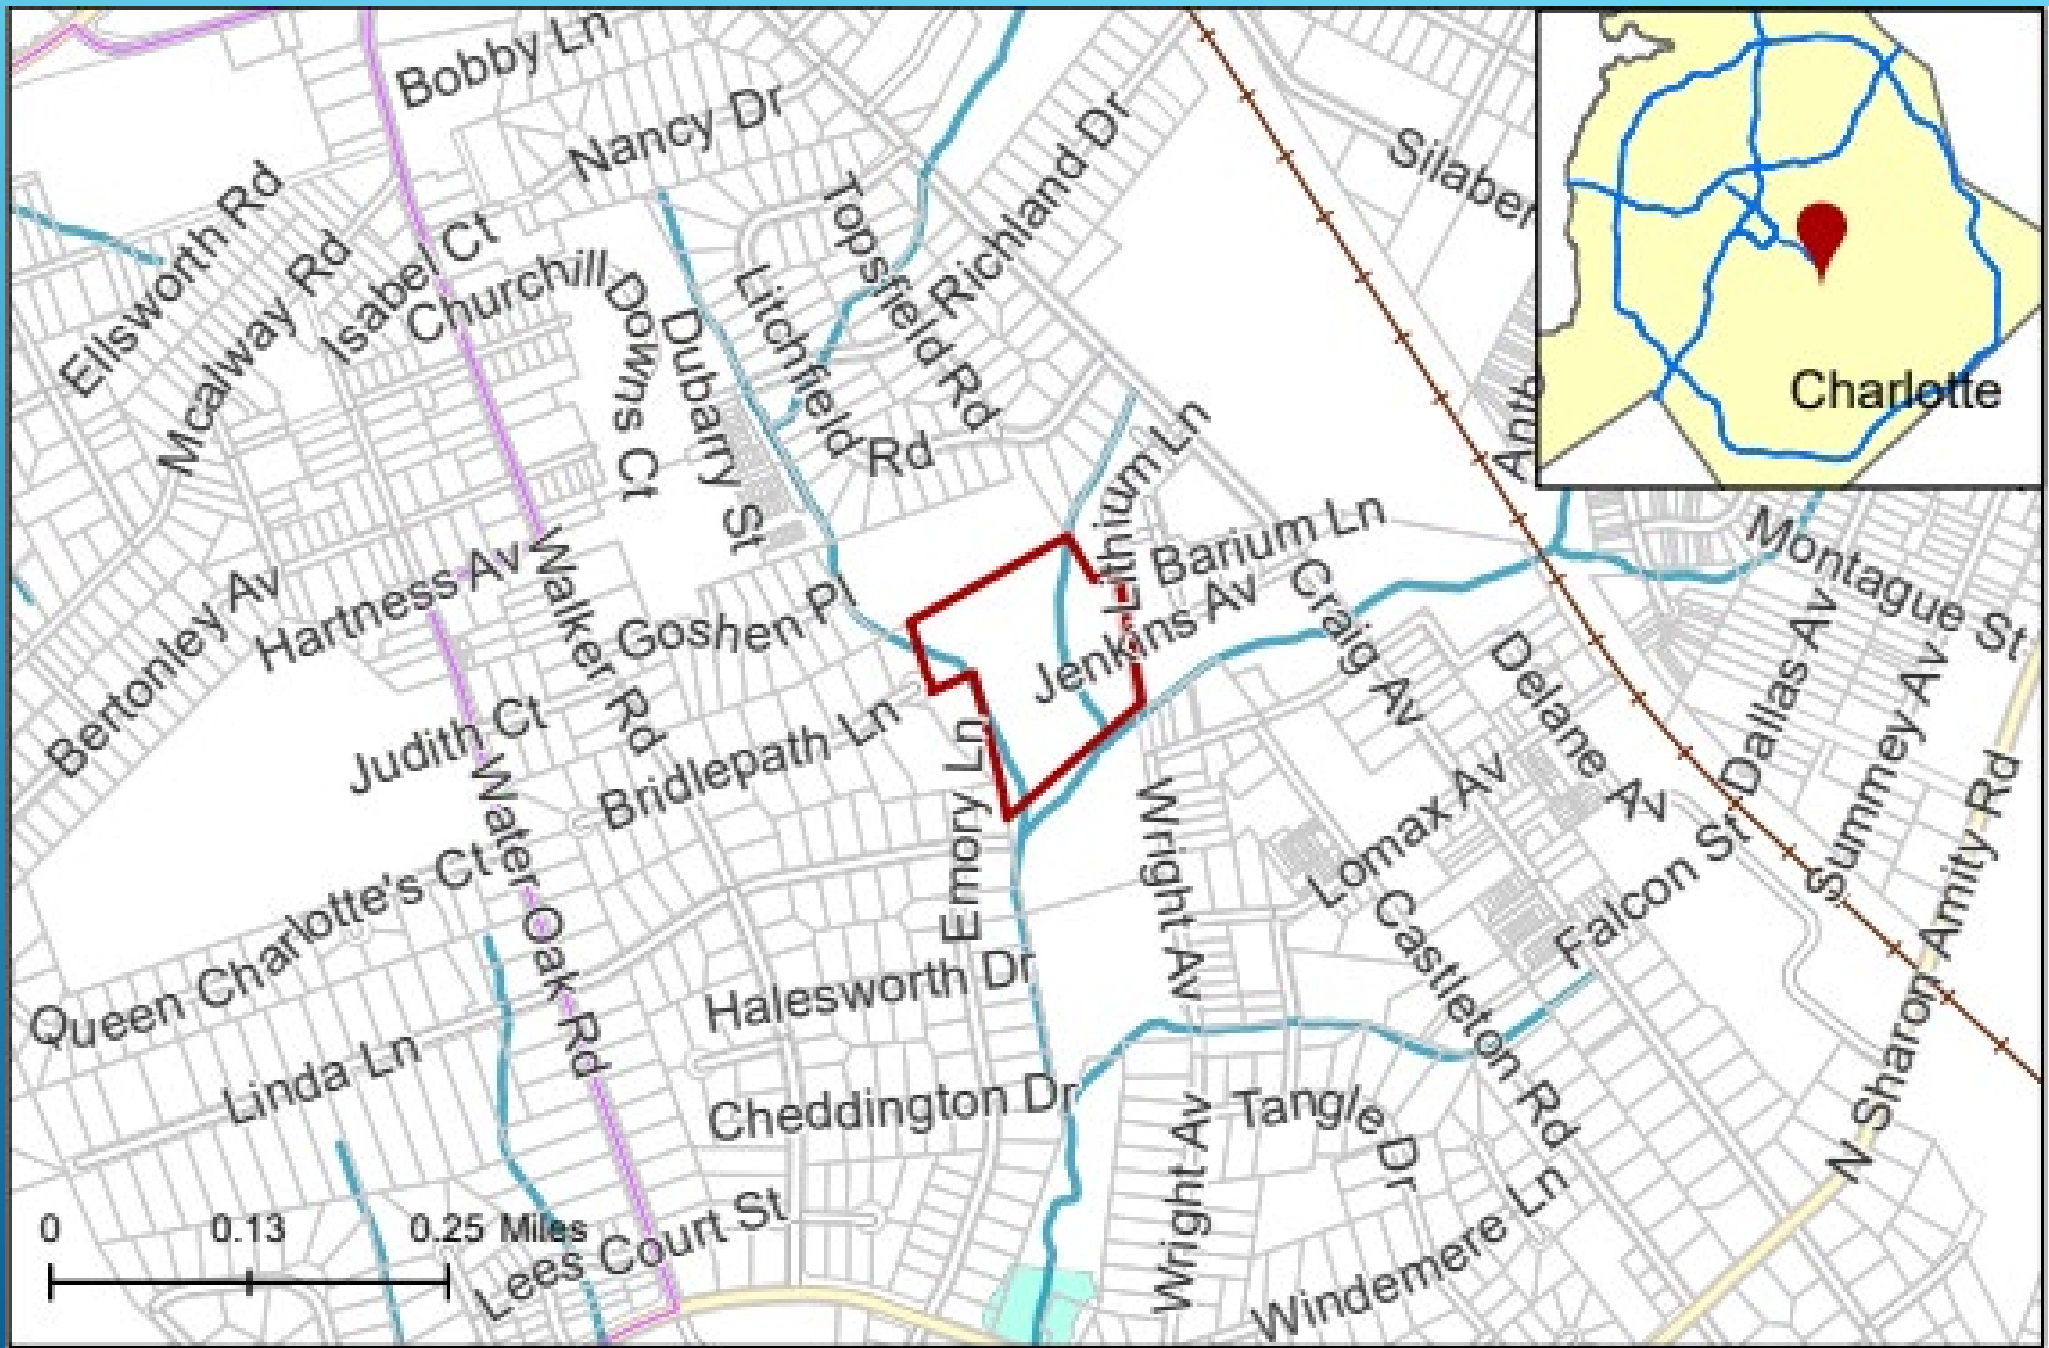 Bobby Ln
Nancy Dr
Silaber
Ellsworth Rd
Mcalway Rd
Isabel Ct
Churchill
Downs Ct
Dubarry St
Litchfield
Rd
Topsfield Rd
Richland Dr
Charlotte
Lithium Ln
Barium Ln
Jenkins Av
Craig Av
Montague St
Bertonley Av
Hartness Av
Walker Rd
Goshen Pl
Judith Ct
Bridlepath Ln
Emory Ln
Delane Av
Dallas Av
Summey Av
N Sharon Amity Rd
Water Oak Rd
Queen Charlotte's Ct
Linda Ln
Wright Av
Lomax Av
Falcon St
Castleton Rd
Halesworth Dr
Cheddington Dr
Wright Av
Tangle Dr
Windemere Ln
Lees Court St
0 0.13 0.25 Miles